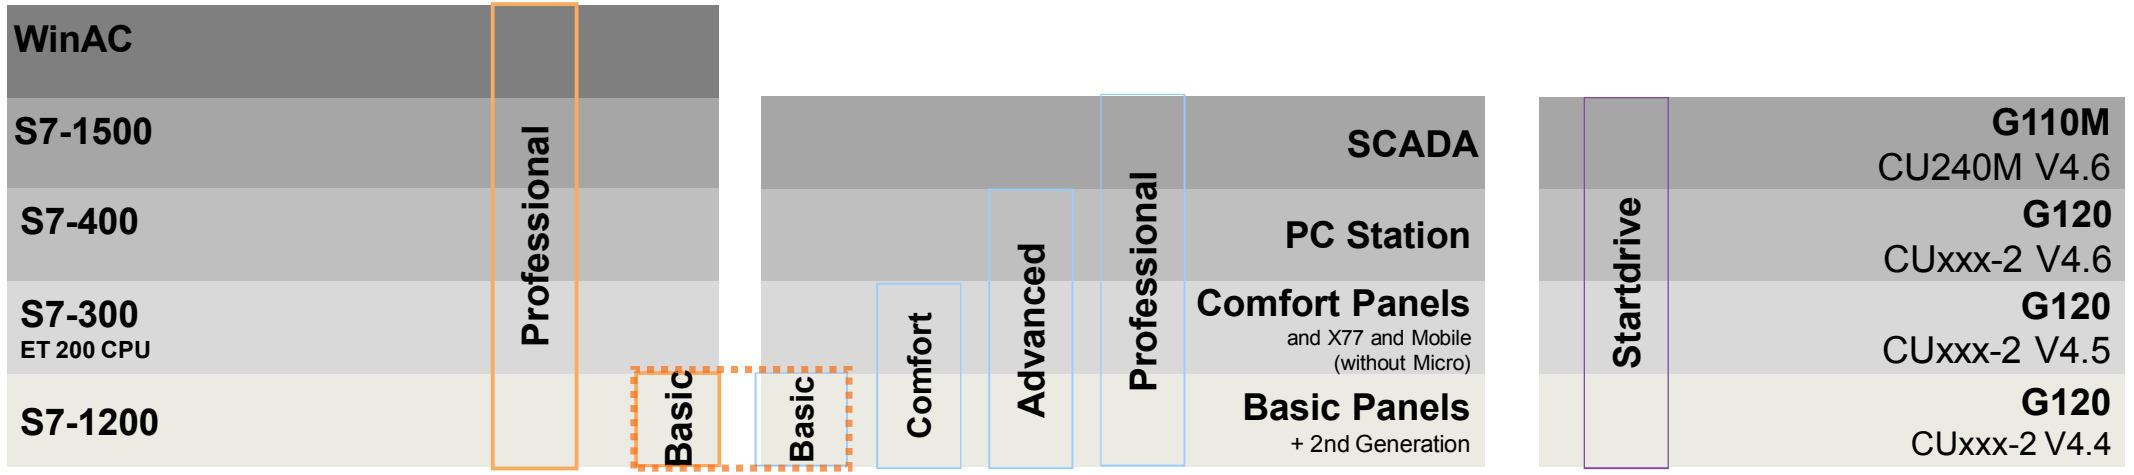 WinAC
S7-1500
S7-400
S7-300
ET 200 CPU
S7-1200
Professional
Basic
Basic
Comfort
Advanced
Professional
SCADA
PC Station
Comfort Panels
and X77 and Mobile
(without Micro)
Basic Panels
+ 2nd Generation
Startdrive
G110M
CU240M V4.6
G120
CUxxx-2 V4.6
G120
CUxxx-2 V4.5
G120
CUxxx-2 V4.4